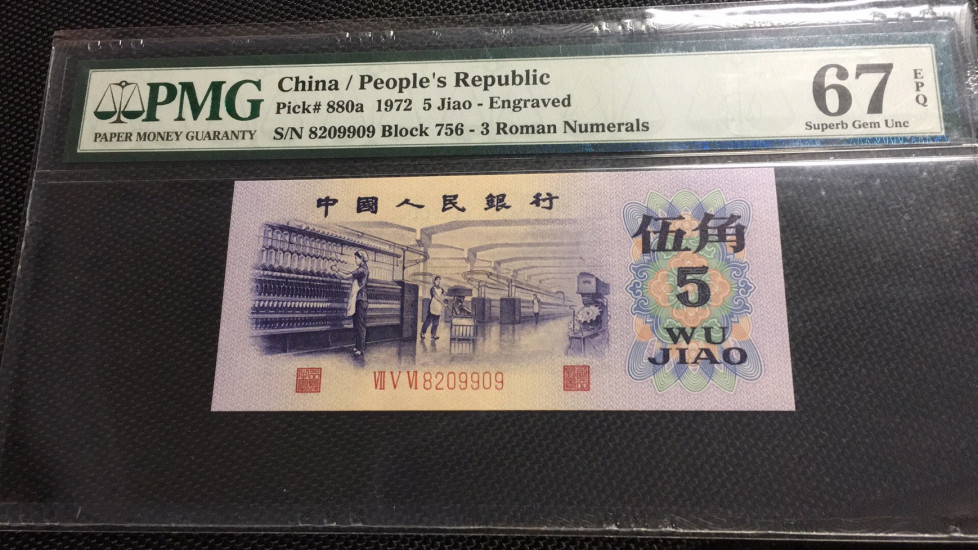 PMG
PAPER MONEY GUARANTY
China / People's Republic
Pick# 880a 1972 5 Jiao - Engraved
S/N 8209909 Block 756 - 3 Roman Numerals
67
EPQ
Superb Gem Unc
中國人民銀行
伍角
5
WU
JIAO
Ⅶ Ⅴ Ⅵ 8209909